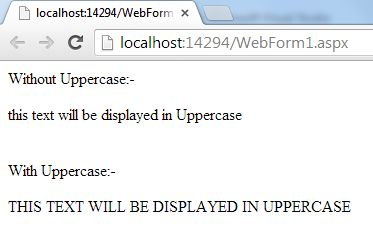 localhost:14294/WebForm
localhost:14294/WebForm1.aspx
Without Uppercase:-
this text will be displayed in Uppercase
With Uppercase:-
THIS TEXT WILL BE DISPLAYED IN UPPERCASE